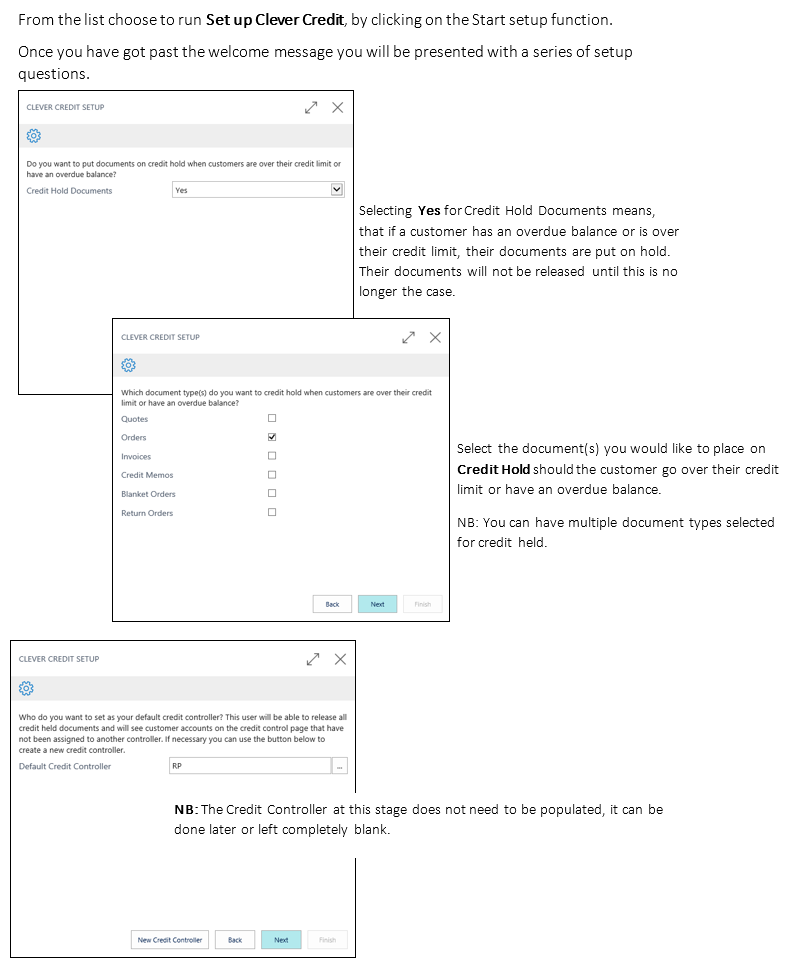 From the list choose to run Set up Clever Credit, by clicking on the Start setup function.
Once you have got past the welcome message you will be presented with a series of setup
questions.
CLEVER CREDIT SETUP
Do you want to put documents on credit hold when customers are over their credit limit or
have an overdue balance?
Credit Hold Documents Yes
Selecting Yes for Credit Hold Documents means,
that if a customer has an overdue balance or is over
their credit limit, their documents are put on hold.
Their documents will not be released until this is no
longer the case.
CLEVER CREDIT SETUP
Which document type(s) do you want to credit hold when customers are over their credit
limit or have an overdue balance?
Quotes
Orders
Invoices
Credit Memos
Blanket Orders
Return Orders
Back Next Finish
Select the document(s) you would like to place on
Credit Hold should the customer go over their credit
limit or have an overdue balance.
NB: You can have multiple document types selected
for credit held.
CLEVER CREDIT SETUP
Who do you want to set as your default credit controller? This user will be able to release all
credit held documents and will see customer accounts on the credit control page that have
not been assigned to another controller. If necessary you can use the button below to
create a new credit controller.
Default Credit Controller RP ...
NB: The Credit Controller at this stage does not need to be populated, it can be
done later or left completely blank.
New Credit Controller Back Next Finish